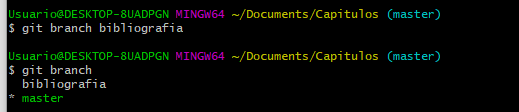 Usuario@DESKTOP-8UADPGN MINGW64 ~/Documents/Capitulos (master)
$ git branch bibliografia
Usuario@DESKTOP-8UADPGN MINGW64 ~/Documents/Capitulos (master)
$ git branch
bibliografia
* master